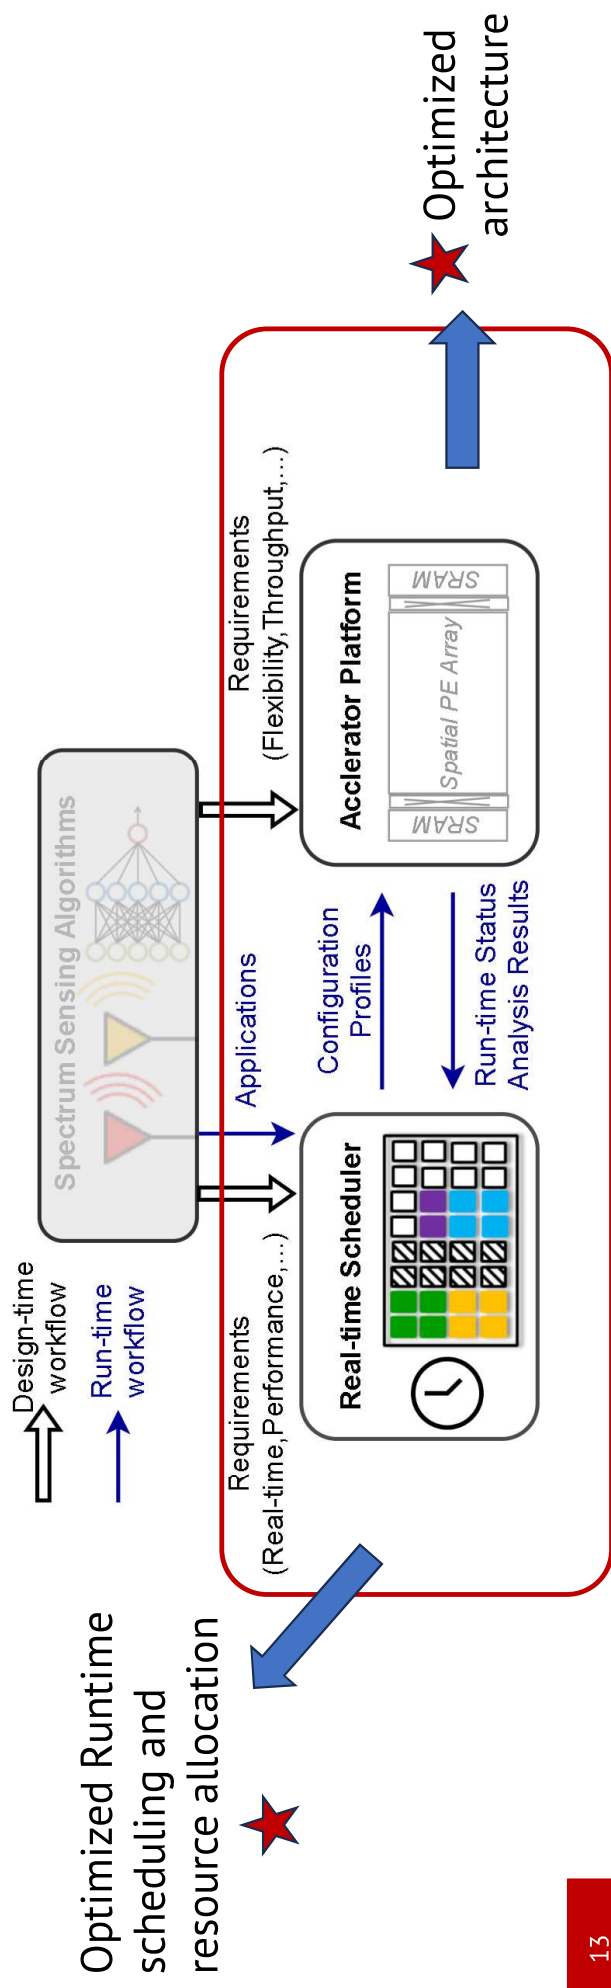 Optimized Runtime
scheduling and
resource allocation
Design-time
workflow
Run-time
workflow
Spectrum Sensing Algorithms
Requirements
(Real-time,Performance,...)
Applications
Requirements
(Flexibility,Throughput,...)
Real-time Scheduler
Configuration
Profiles
Run-time Status
Analysis Results
Acclerator Platform
SRAM
Spatial PE Array
SRAM
Optimized
architecture
13